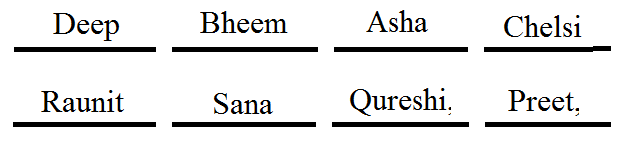 Deep Bheem Asha Chelsi
Raunit Sana Qureshi, Preet,